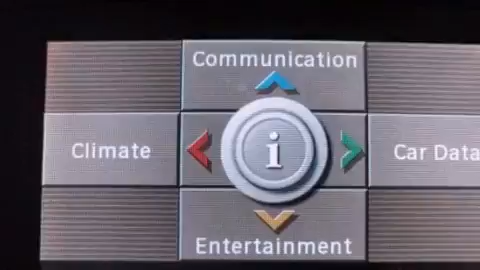 Communication
Climate
i
Car Data
Entertainment